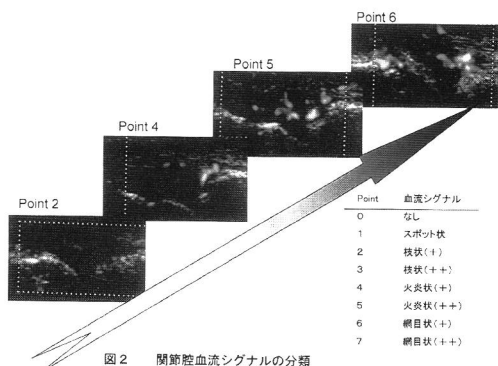 Point 6
Point 5
Point 4
Point 2
Point 血流シグナル
0 なし
1 スポット状
2 枝状(+)
3 枝状(++)
4 火炎状(+)
5 火炎状(++)
6 網目状(+)
7 網目状(++)
図2 関節腔血流シグナルの分類